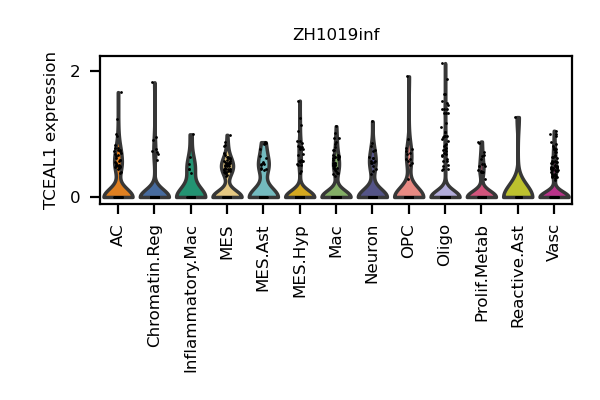 ZH1019inf
TCEAL1 expression
2
0
AC
Chromatin.Reg
Inflammatory.Mac
MES
MES.Ast
MES.Hyp
Mac
Neuron
OPC
Oligo
Prolif.Metab
Reactive.Ast
Vasc